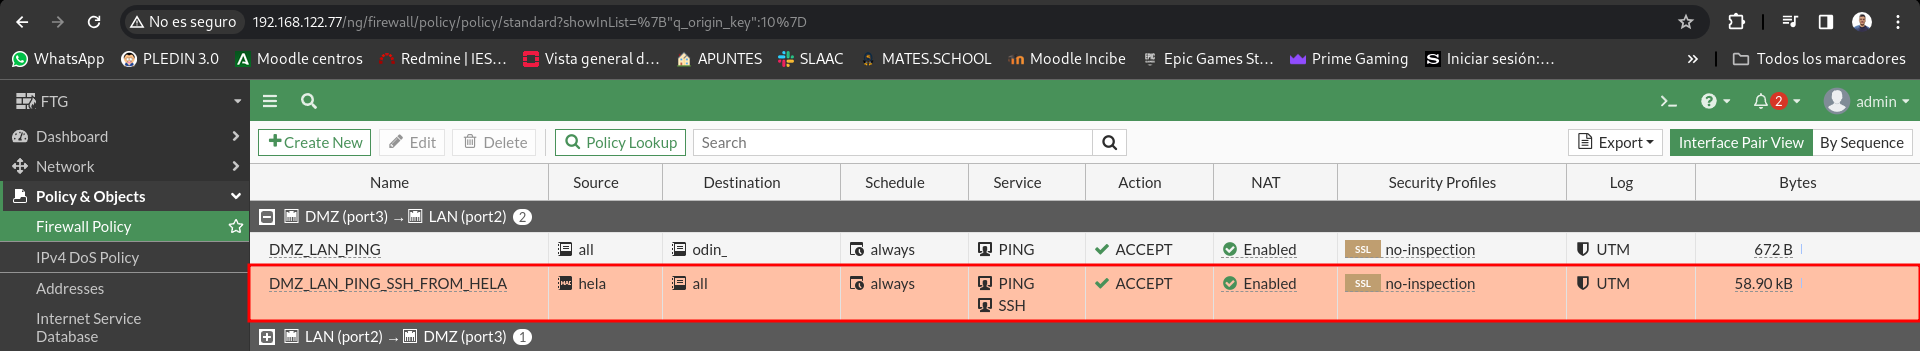 No es seguro 192.168.122.77/ng/firewall/policy/policy/standard?showInList=%7B"q_origin_key":10%7D
WhatsApp PLEDIN 3.0 Moodle centros Redmine | IES... Vista general d... APUNTES SLAAC MATES.SCHOOL Moodle Incibe Epic Games St... Prime Gaming Iniciar sesión:... » Todos los marcadores
FTG 2 admin
Dashboard
Network
Policy & Objects
Firewall Policy
IPv4 DoS Policy
Addresses
Internet Service
Database
Create New Edit Delete Policy Lookup Search Export Interface Pair View By Sequence
Name Source Destination Schedule Service Action NAT Security Profiles Log Bytes
DMZ (port3) → LAN (port2) 2
DMZ_LAN_PING all odin_ always PING ACCEPT Enabled SSL no-inspection UTM 672 B
DMZ_LAN_PING_SSH_FROM_HELA MAC hela all always PING ACCEPT Enabled SSL no-inspection UTM 58.90 kB
SSH
LAN (port2) → DMZ (port3) 1